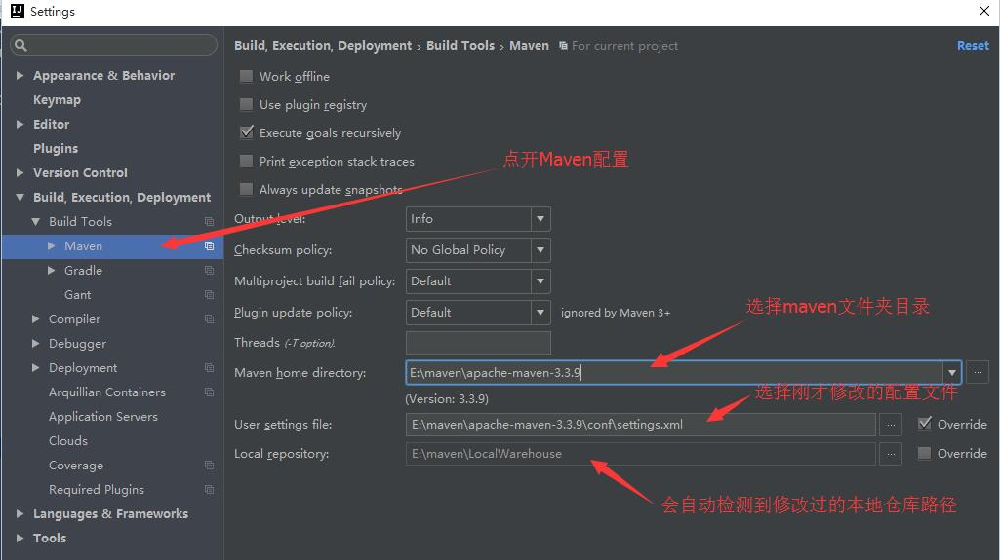 Settings
Build, Execution, Deployment › Build Tools › Maven For current project Reset
Appearance & Behavior
Keymap
Editor
Plugins
Version Control
Build, Execution, Deployment
Build Tools
Maven
Gradle
Gant
Compiler
Debugger
Deployment
Arquillian Containers
Application Servers
Clouds
Coverage
Required Plugins
Languages & Frameworks
Tools
Work offline
Use plugin registry
Execute goals recursively
Print exception stack traces
点开Maven配置
Always update snapshots
Output level: Info
Checksum policy: No Global Policy
Multiproject build fail policy: Default
Plugin update policy: Default ignored by Maven 3+
选择maven文件夹目录
Threads (-T option).
Maven home directory: E:\maven\apache-maven-3.3.9 ...
(Version: 3.3.9)
选择刚才修改的配置文件
User settings file: E:\maven\apache-maven-3.3.9\conf\settings.xml ... Override
Local repository: E:\maven\LocalWarehouse ... Override
会自动检测到修改过的本地仓库路径